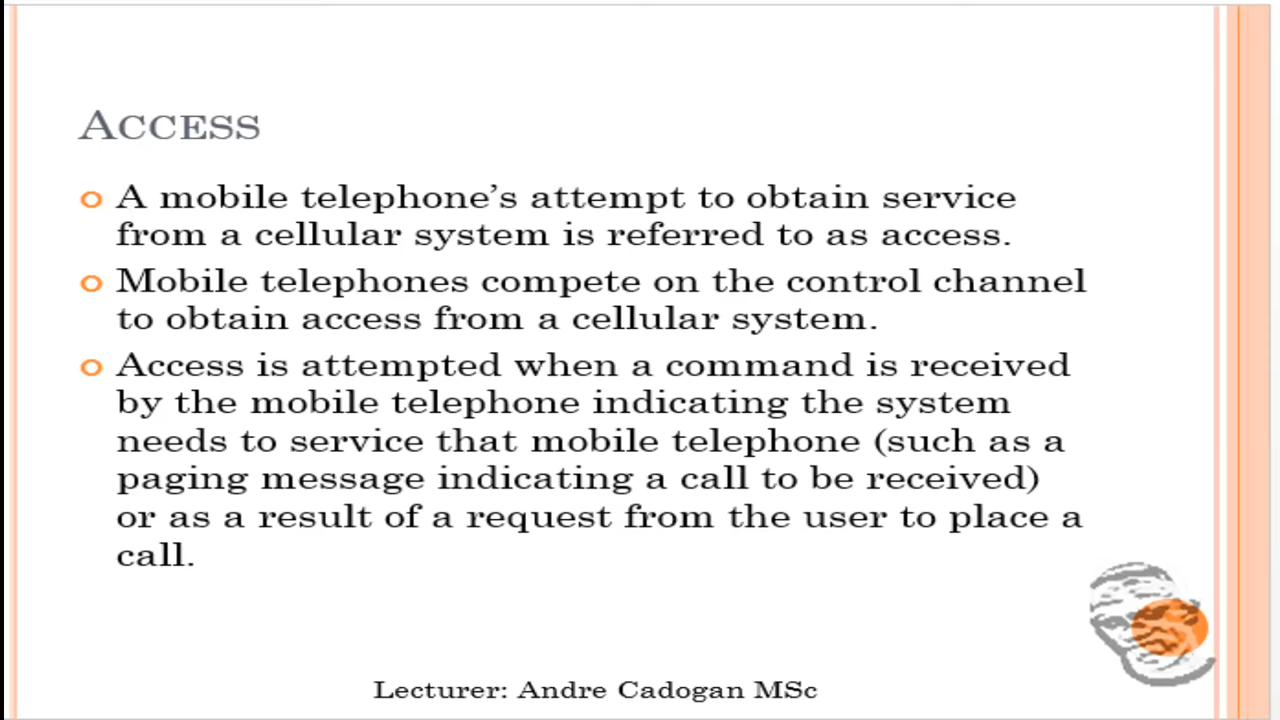 ACCESS
A mobile telephone's attempt to obtain service
from a cellular system is referred to as access.
Mobile telephones compete on the control channel
to obtain access from a cellular system.
Access is attempted when a command is received
by the mobile telephone indicating the system
needs to service that mobile telephone (such as a
paging message indicating a call to be received)
or as a result of a request from the user to place a
call.
Lecturer: Andre Cadogan MSc